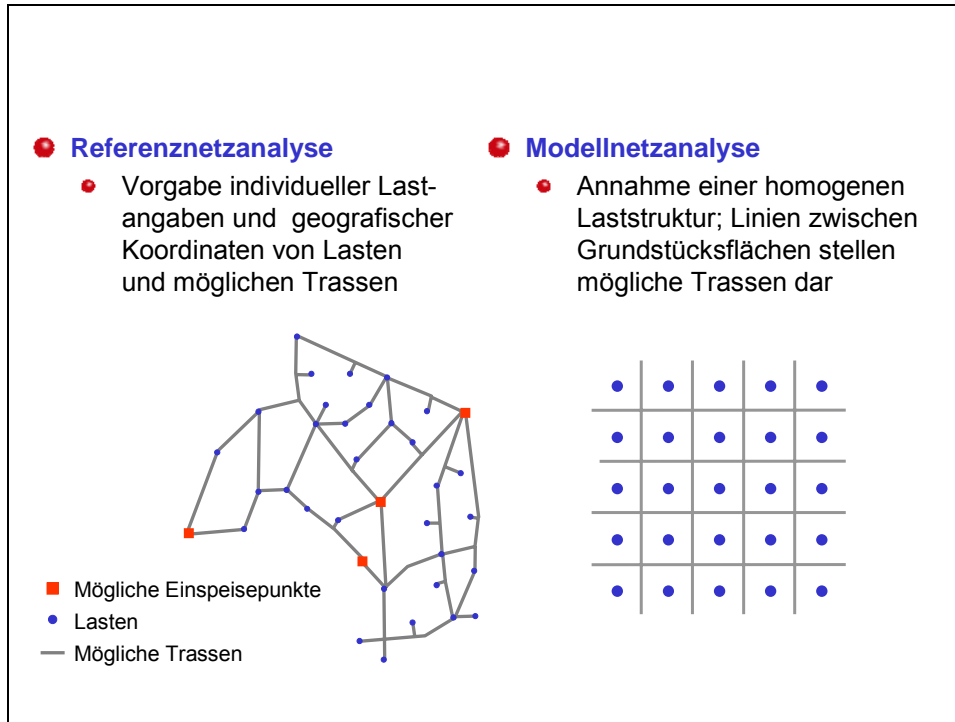 Referenznetzanalyse
Vorgabe individueller Last-
angaben und geografischer
Koordinaten von Lasten
und möglichen Trassen
Modellnetzanalyse
Annahme einer homogenen
Laststruktur; Linien zwischen
Grundstücksflächen stellen
mögliche Trassen dar
Mögliche Einspeisepunkte
Lasten
Mögliche Trassen